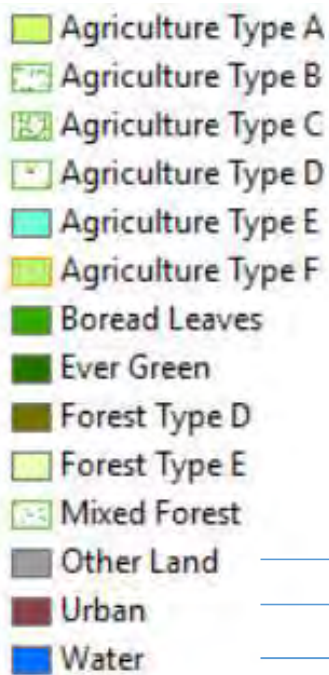 Agriculture Type A
Agriculture Type B
Agriculture Type C
Agriculture Type D
Agriculture Type E
Agriculture Type F
Boread Leaves
Ever Green
Forest Type D
Forest Type E
Mixed Forest
Other Land
Urban
Water